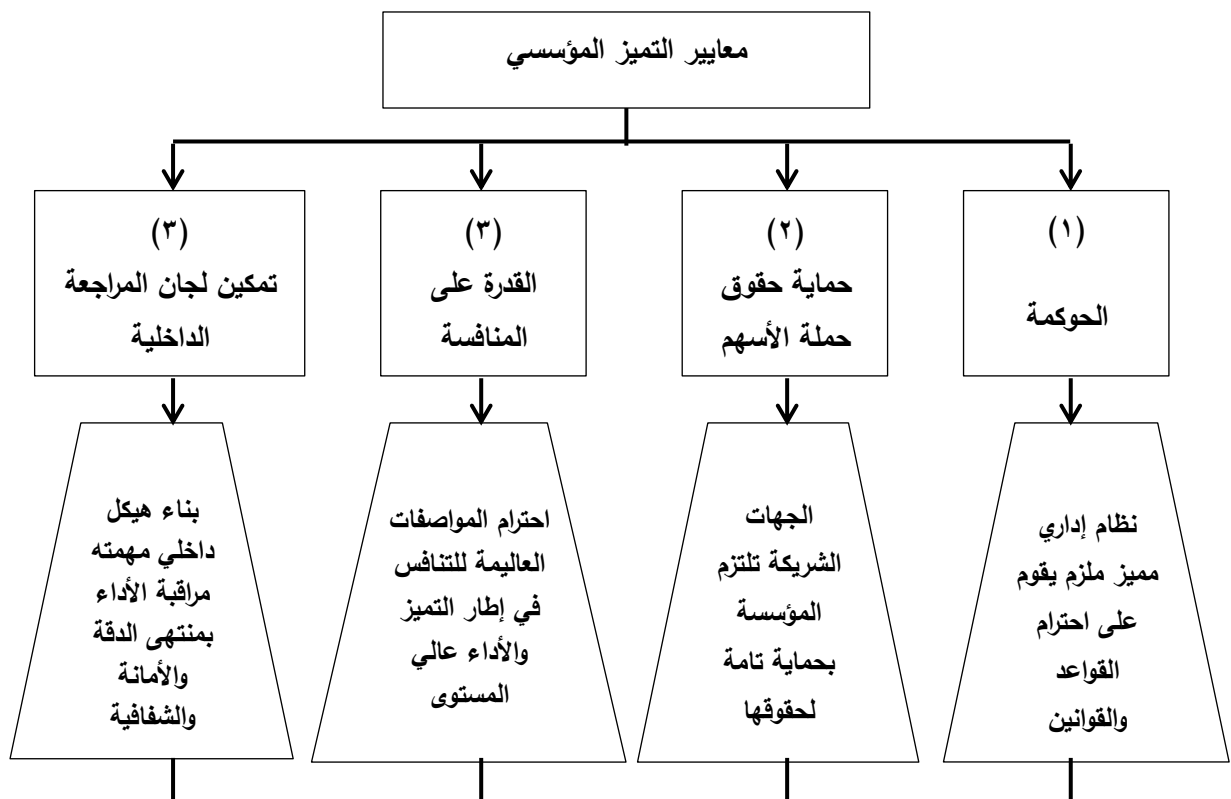 معايير التميز المؤسسي
(١)
الحوكمة
(٢)
حماية حقوق
حملة الأسهم
(٣)
القدرة على
المنافسة
(٣)
تمكين لجان المراجعة
الداخلية
نظام إداري
مميز ملزم يقوم
على احترام
القواعد
والقوانين
الجهات
الشريكة تلتزم
المؤسسة
بحماية تامة
لحقوقها
احترام المواصفات
العاليمة للتنافس
في إطار التميز
والأداء عالي
المستوى
بناء هيكل
داخلي مهمته
مراقبة الأداء
بمنتهى الدقة
والأمانة
والشفافية